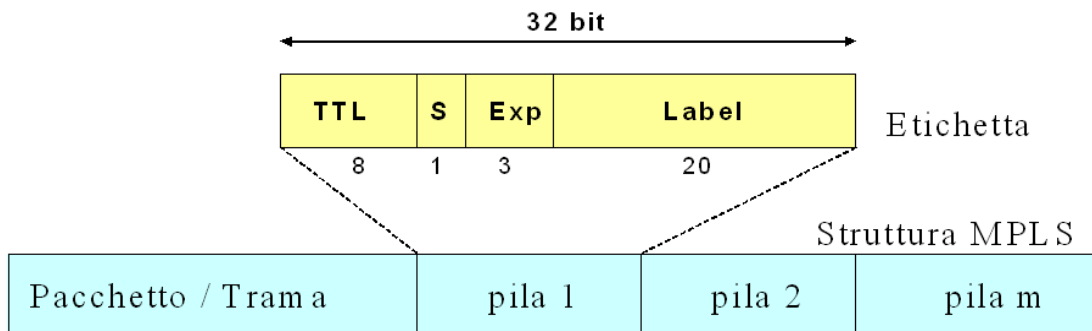 32 bit
TTL S Exp Label
Etichetta
8 1 3 20
Struttura MPLS
Pacchetto / Trama pila 1 pila 2 pila m